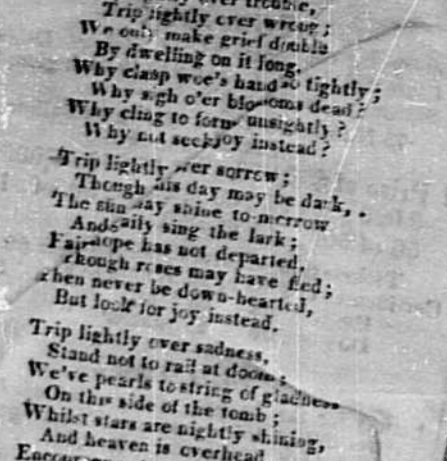 over trouble,
Trip lightly over wrong;
We only make grief double
By dwelling on it long.
Why clasp woe's hand so tightly;
Why sigh o'er blossoms dead?
Why cling to forms unsightly?
Why not seek joy instead?
Trip lightly over sorrow;
Though this day may be dark,
The sun may shine to-morrow
And gaily sing the lark;
Fair hope has not departed,
Though roses may have fled;
Then never be down-hearted,
But look for joy instead.
Trip lightly over sadness,
Stand not to rail at doom;
We've pearls to string of gladness
On this side of the tomb;
Whilst stars are nightly shining,
And heaven is overhead